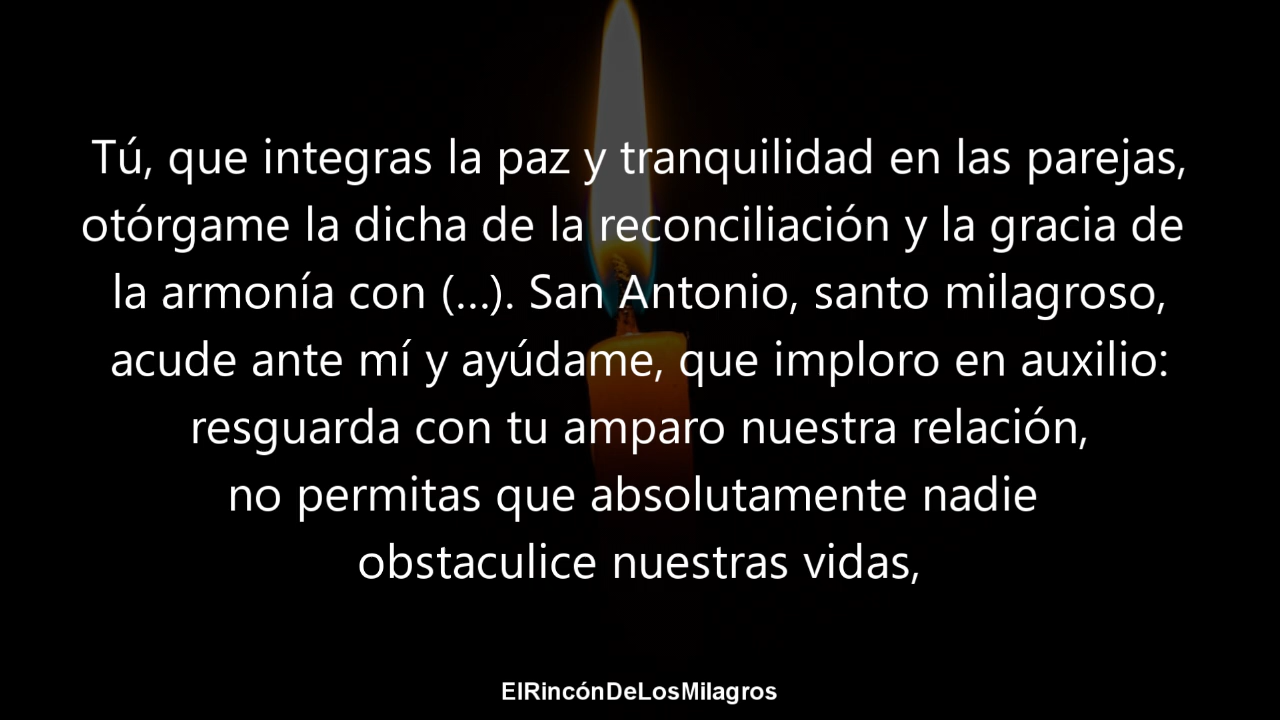 Tú, que integras la paz y tranquilidad en las parejas,
otórgame la dicha de la reconciliación y la gracia de
la armonía con (...). San Antonio, santo milagroso,
acude ante mí y ayúdame, que imploro en auxilio:
resguarda con tu amparo nuestra relación,
no permitas que absolutamente nadie
obstaculice nuestras vidas,
ElRincónDeLosMilagros